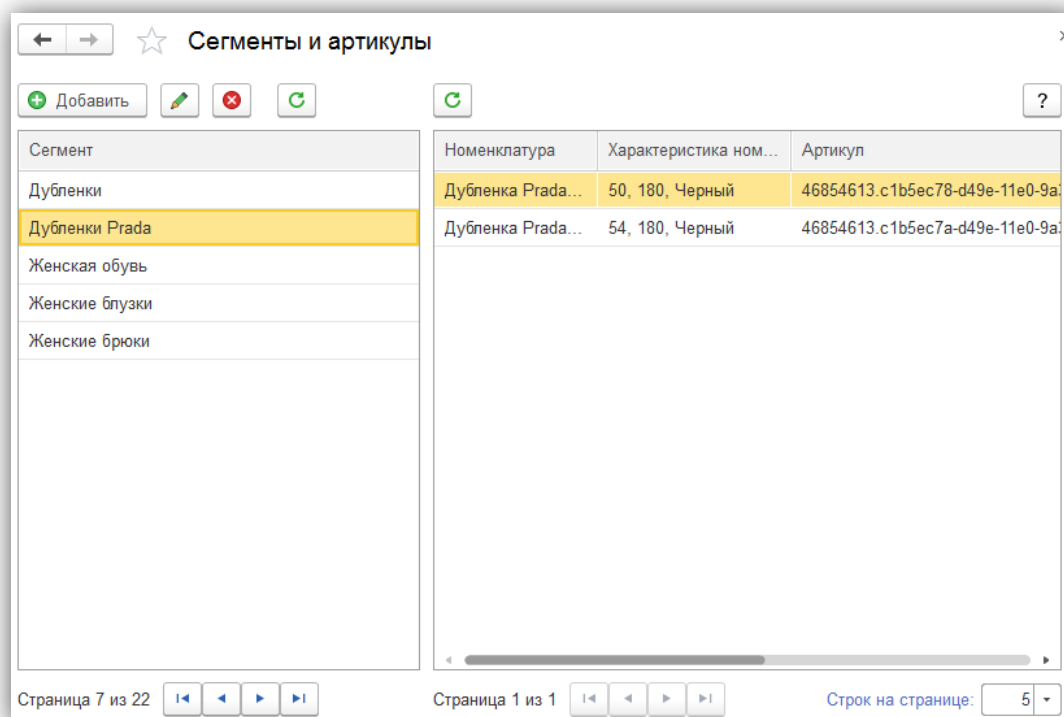 Сегменты и артикулы
Добавить
?
Сегмент
Дубленки
Дубленки Prada
Женская обувь
Женские блузки
Женские брюки
Номенклатура Характеристика ном... Артикул
Дубленка Prada... 50, 180, Черный 46854613.c1b5ec78-d49e-11e0-9a
Дубленка Prada... 54, 180, Черный 46854613.c1b5ec7a-d49e-11e0-9a
Страница 7 из 22
Страница 1 из 1
Строк на странице: 5